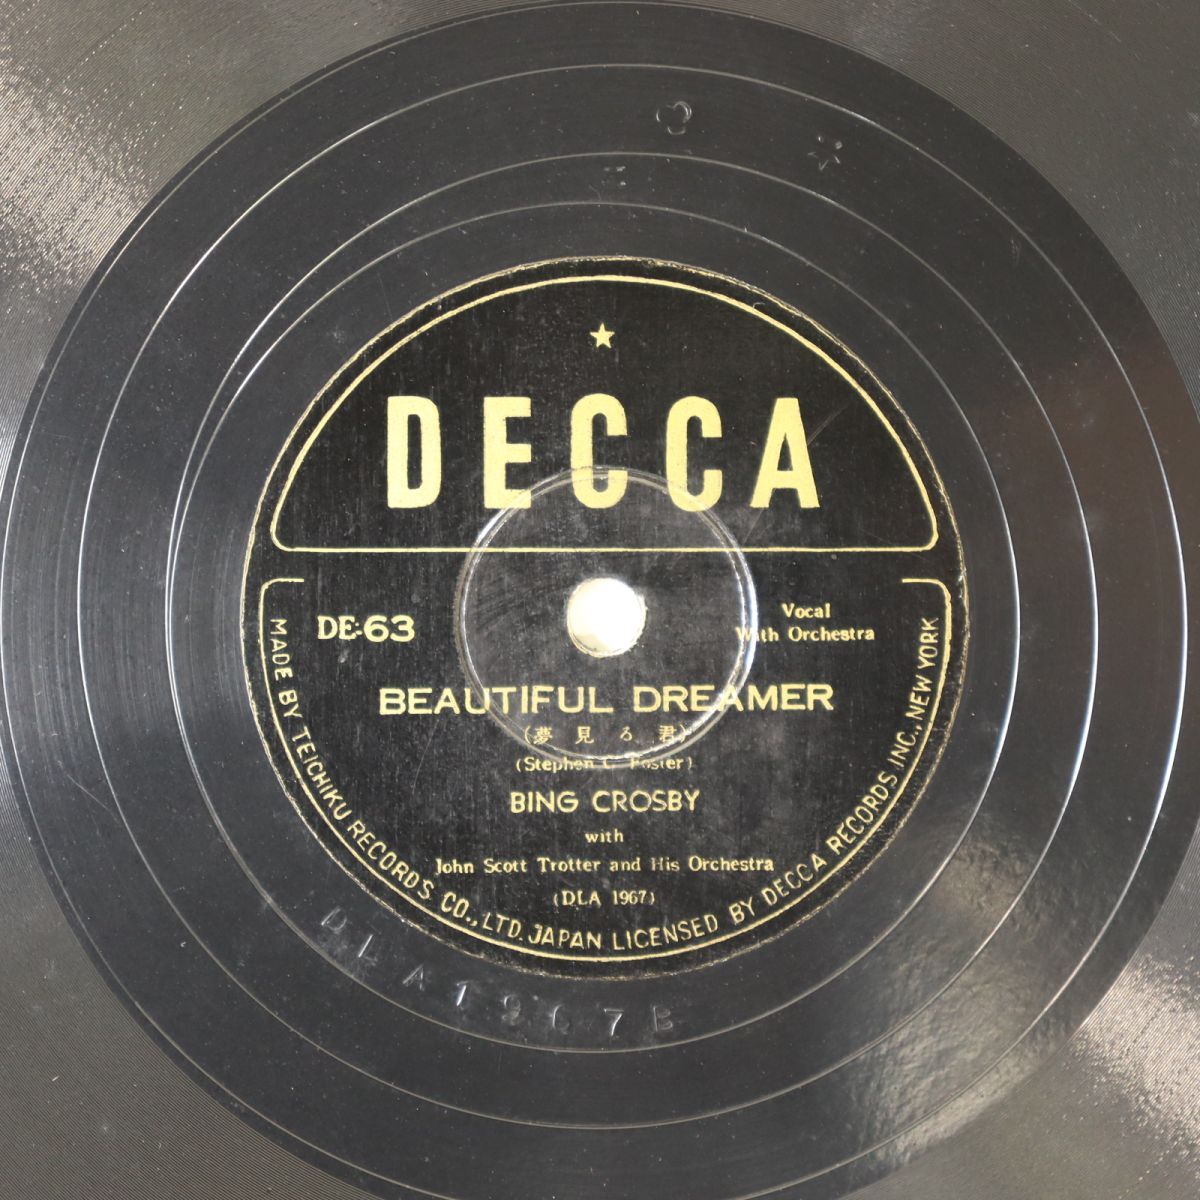 DECCA
DE-63
Vocal
With Orchestra
BEAUTIFUL DREAMER
(夢見る君)
(Stephen C. Foster)
BING CROSBY
with
John Scott Trotter and His Orchestra
(DLA 1967)
MADE BY TEICHIKU RECORDS CO., LTD. JAPAN LICENSED BY DECCA RECORDS INC., NEW YORK
DLA1967B